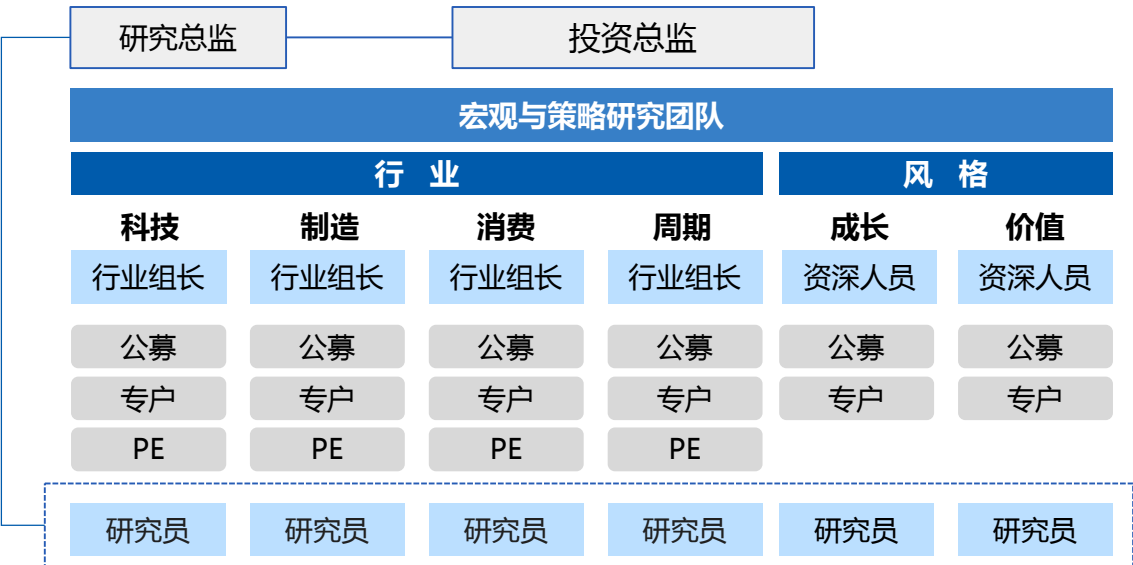 研究总监 投资总监
宏观与策略研究团队
行 业 风 格
科技 制造 消费 周期 成长 价值
行业组长 行业组长 行业组长 行业组长 资深人员 资深人员
公募 公募 公募 公募 公募 公募
专户 专户 专户 专户 专户 专户
PE PE PE PE
研究员 研究员 研究员 研究员 研究员 研究员